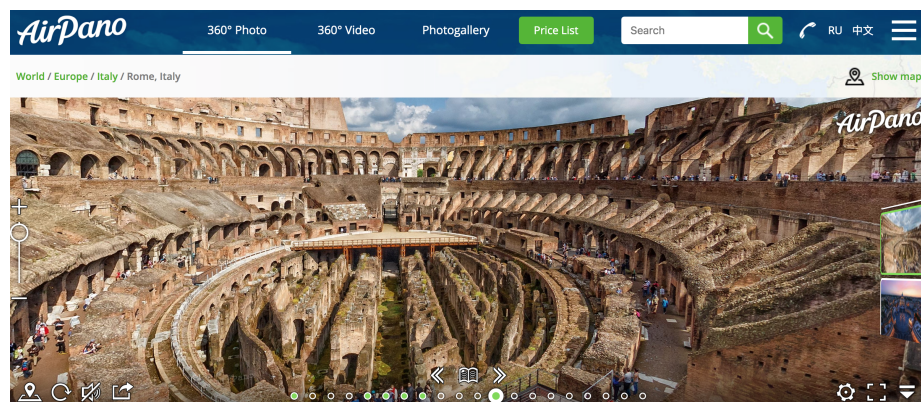 AirPano
360° Photo
360° Video
Photogallery
Price List
Search
RU
中文
World / Europe / Italy / Rome, Italy
Show map
AirPano